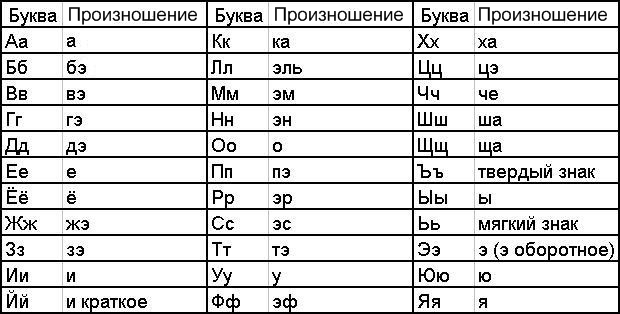 Буква Произношение Буква Произношение Буква Произношение
Аа а Кк ка Хх ха
Бб бэ Лл эль Цц цэ
Вв вэ Мм эм Чч че
Гг гэ Нн эн Шш ша
Дд дэ Оо о Щщ ща
Ее е Пп пэ Ъъ твердый знак
Ёё ё Рр эр Ыы ы
Жж жэ Сс эс Ьь мягкий знак
Зз зэ Тт тэ Ээ э (э оборотное)
Ии и Уу у Юю ю
Йй и краткое Фф эф Яя я